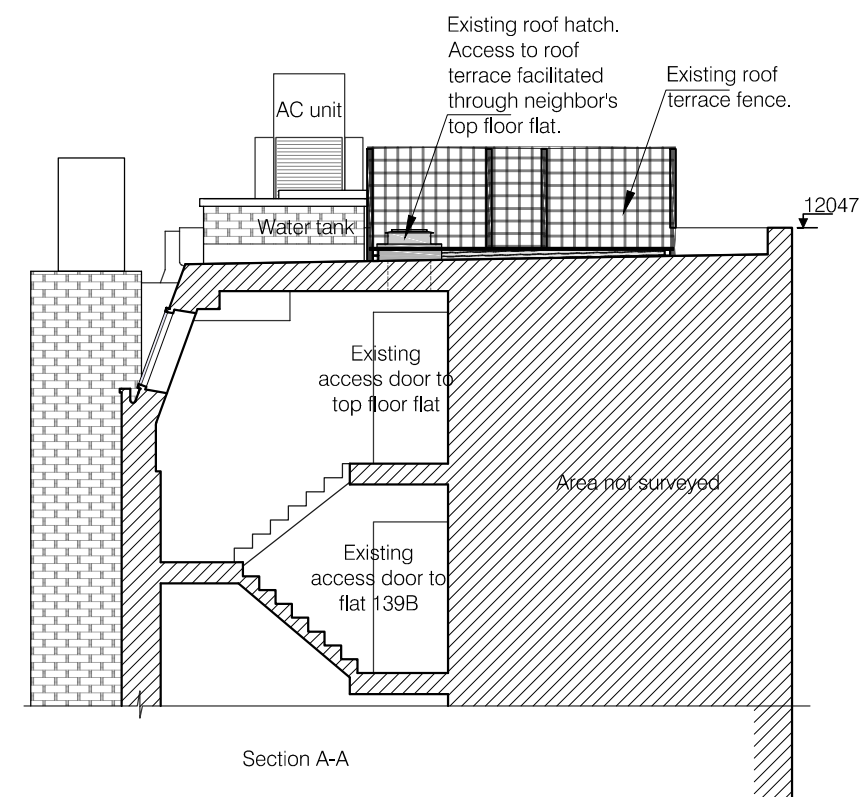 Existing roof hatch.
Access to roof
terrace facilitated
through neighbor's
top floor flat.
Existing roof
terrace fence.
AC unit
12047
Water tank
Existing
access door to
top floor flat
Area not surveyed
Existing
access door to
flat 139B
Section A-A